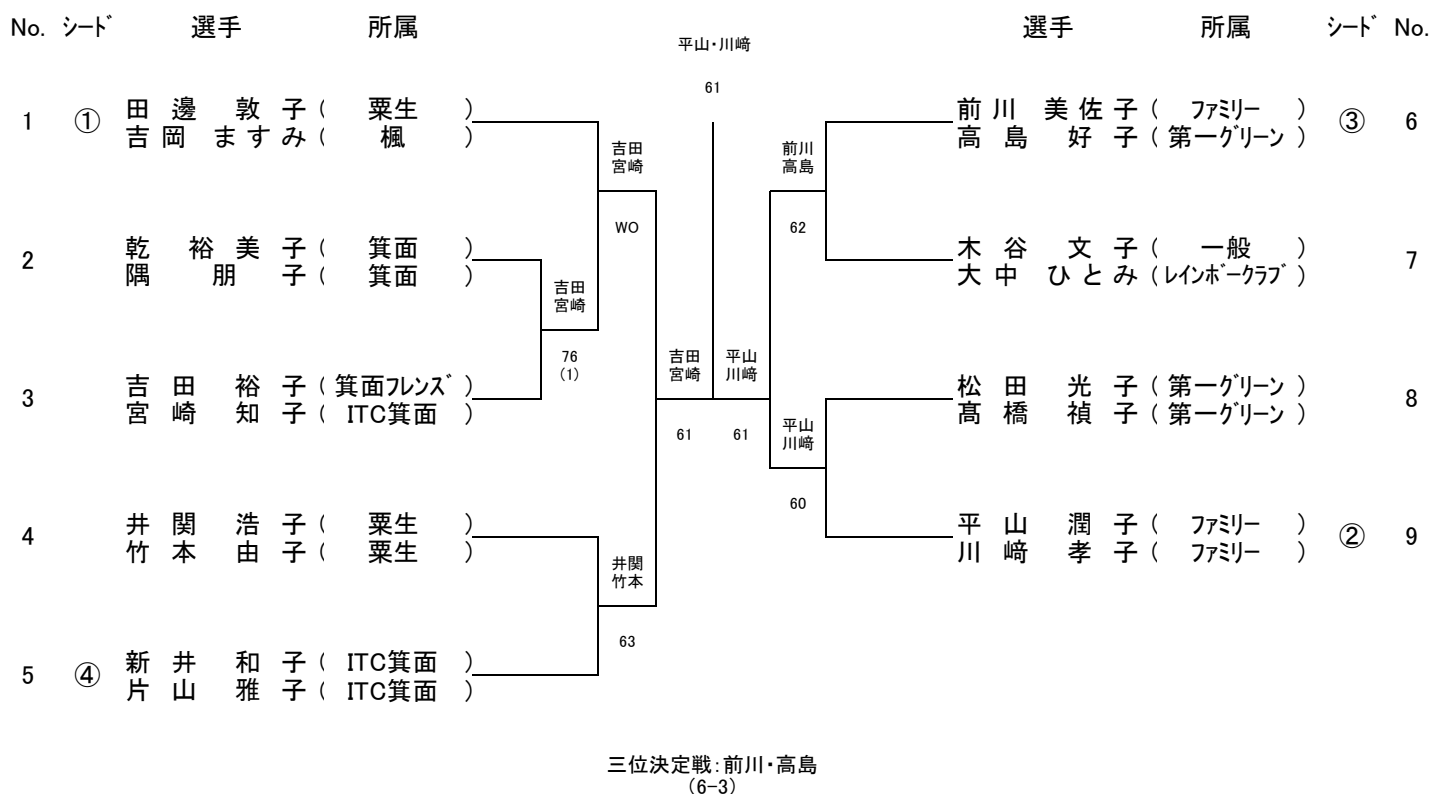 No. シード 選手 所属
選手 所属 シード No.
平山・川﨑
61
1 ① 田邊 敦子 ( 粟生 )
吉岡 ますみ ( 楓 )
吉田
宮崎
WO
2 乾 裕美子 ( 箕面 )
隅 朋子 ( 箕面 )
吉田
宮崎
76
(1)
3 吉田 裕子 ( 箕面フレンズ )
宮崎 知子 ( ITC箕面 )
吉田
宮崎
61
4 井関 浩子 ( 粟生 )
竹本 由子 ( 粟生 )
井関
竹本
63
5 ④ 新井 和子 ( ITC箕面 )
片山 雅子 ( ITC箕面 )
前川 美佐子 ( ファミリー ) ③ 6
高島 好子 ( 第一グリーン )
前川
高島
62
木谷 文子 ( 一般 ) 7
大中 ひとみ ( レインボークラブ )
平山
川﨑
61
松田 光子 ( 第一グリーン ) 8
髙橋 禎子 ( 第一グリーン )
平山
川﨑
60
平山 潤子 ( ファミリー ) ② 9
川﨑 孝子 ( ファミリー )
三位決定戦:前川・高島
(6-3)